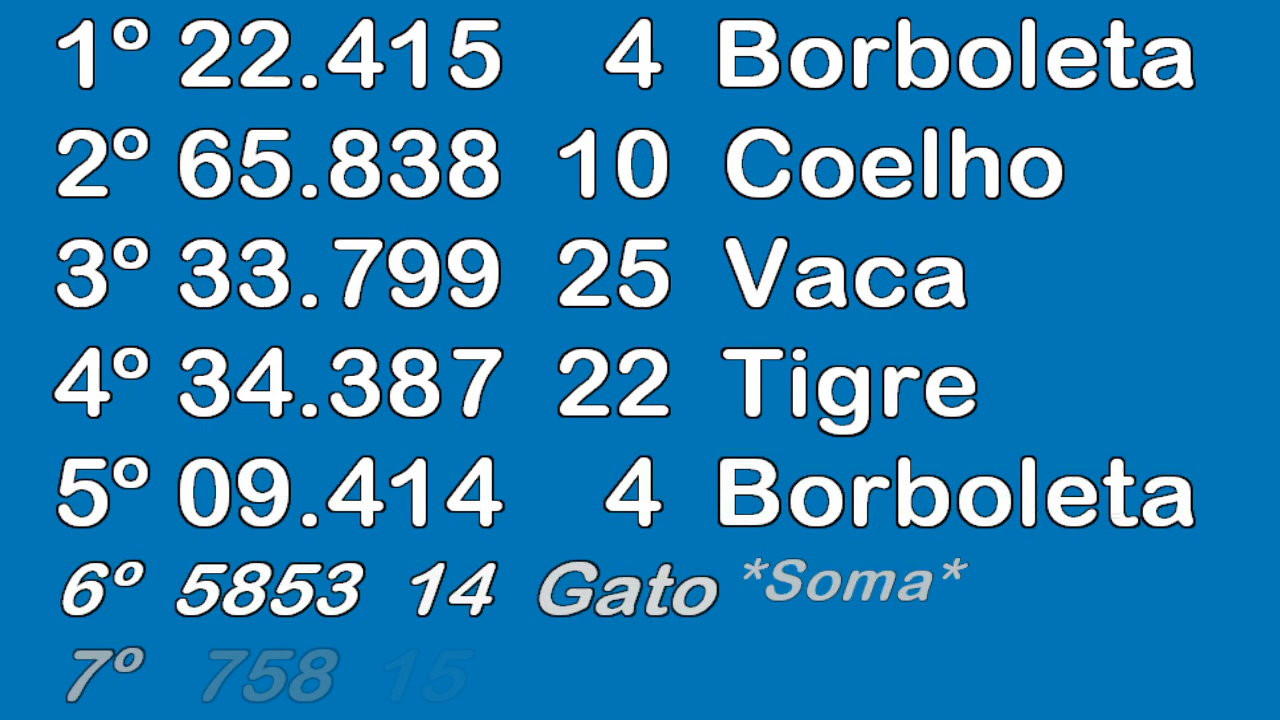 1º 22.415 4 Borboleta
2º 65.838 10 Coelho
3º 33.799 25 Vaca
4º 34.387 22 Tigre
5º 09.414 4 Borboleta
6º 5853 14 Gato *Soma*
7º 758 15